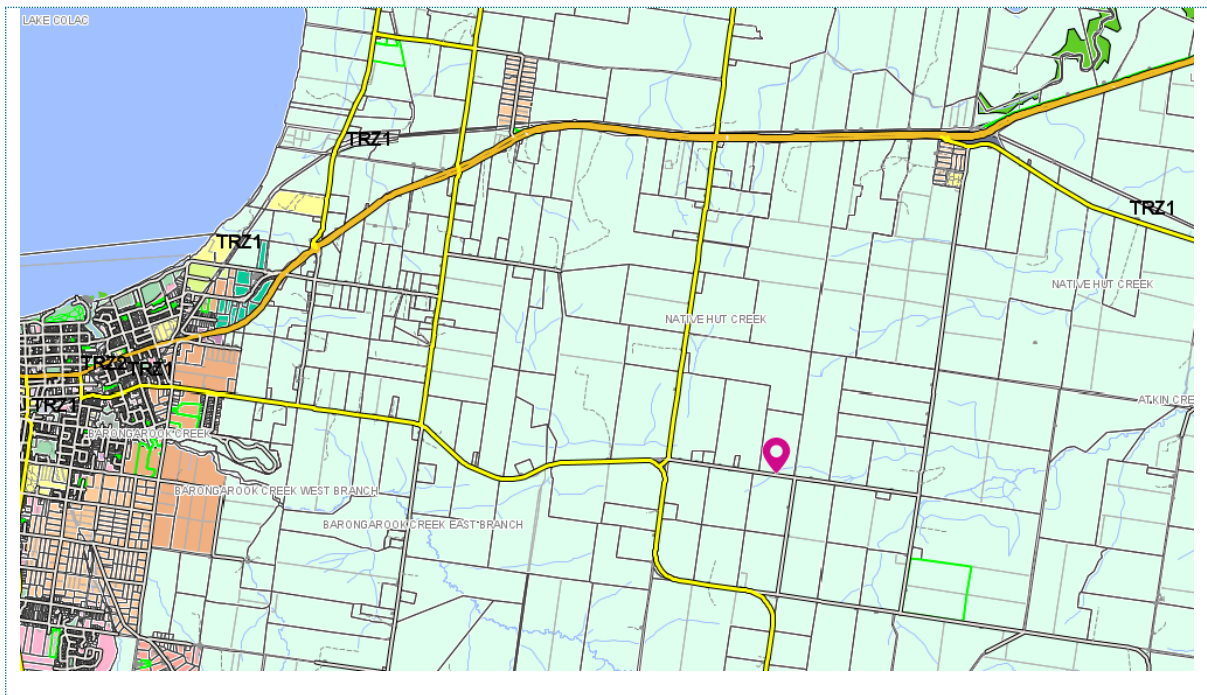 LAKE COLAC
TRZ1
TRZ1
TRZ1
NATIVE HUT CREEK
NATIVE HUT CREEK
TRZ2
TRZ1
ATKIN CRE
TRZ1
BARONGAROOK CREEK
BARONGAROOK CREEK WEST BRANCH
BARONGAROOK CREEK EAST BRANCH